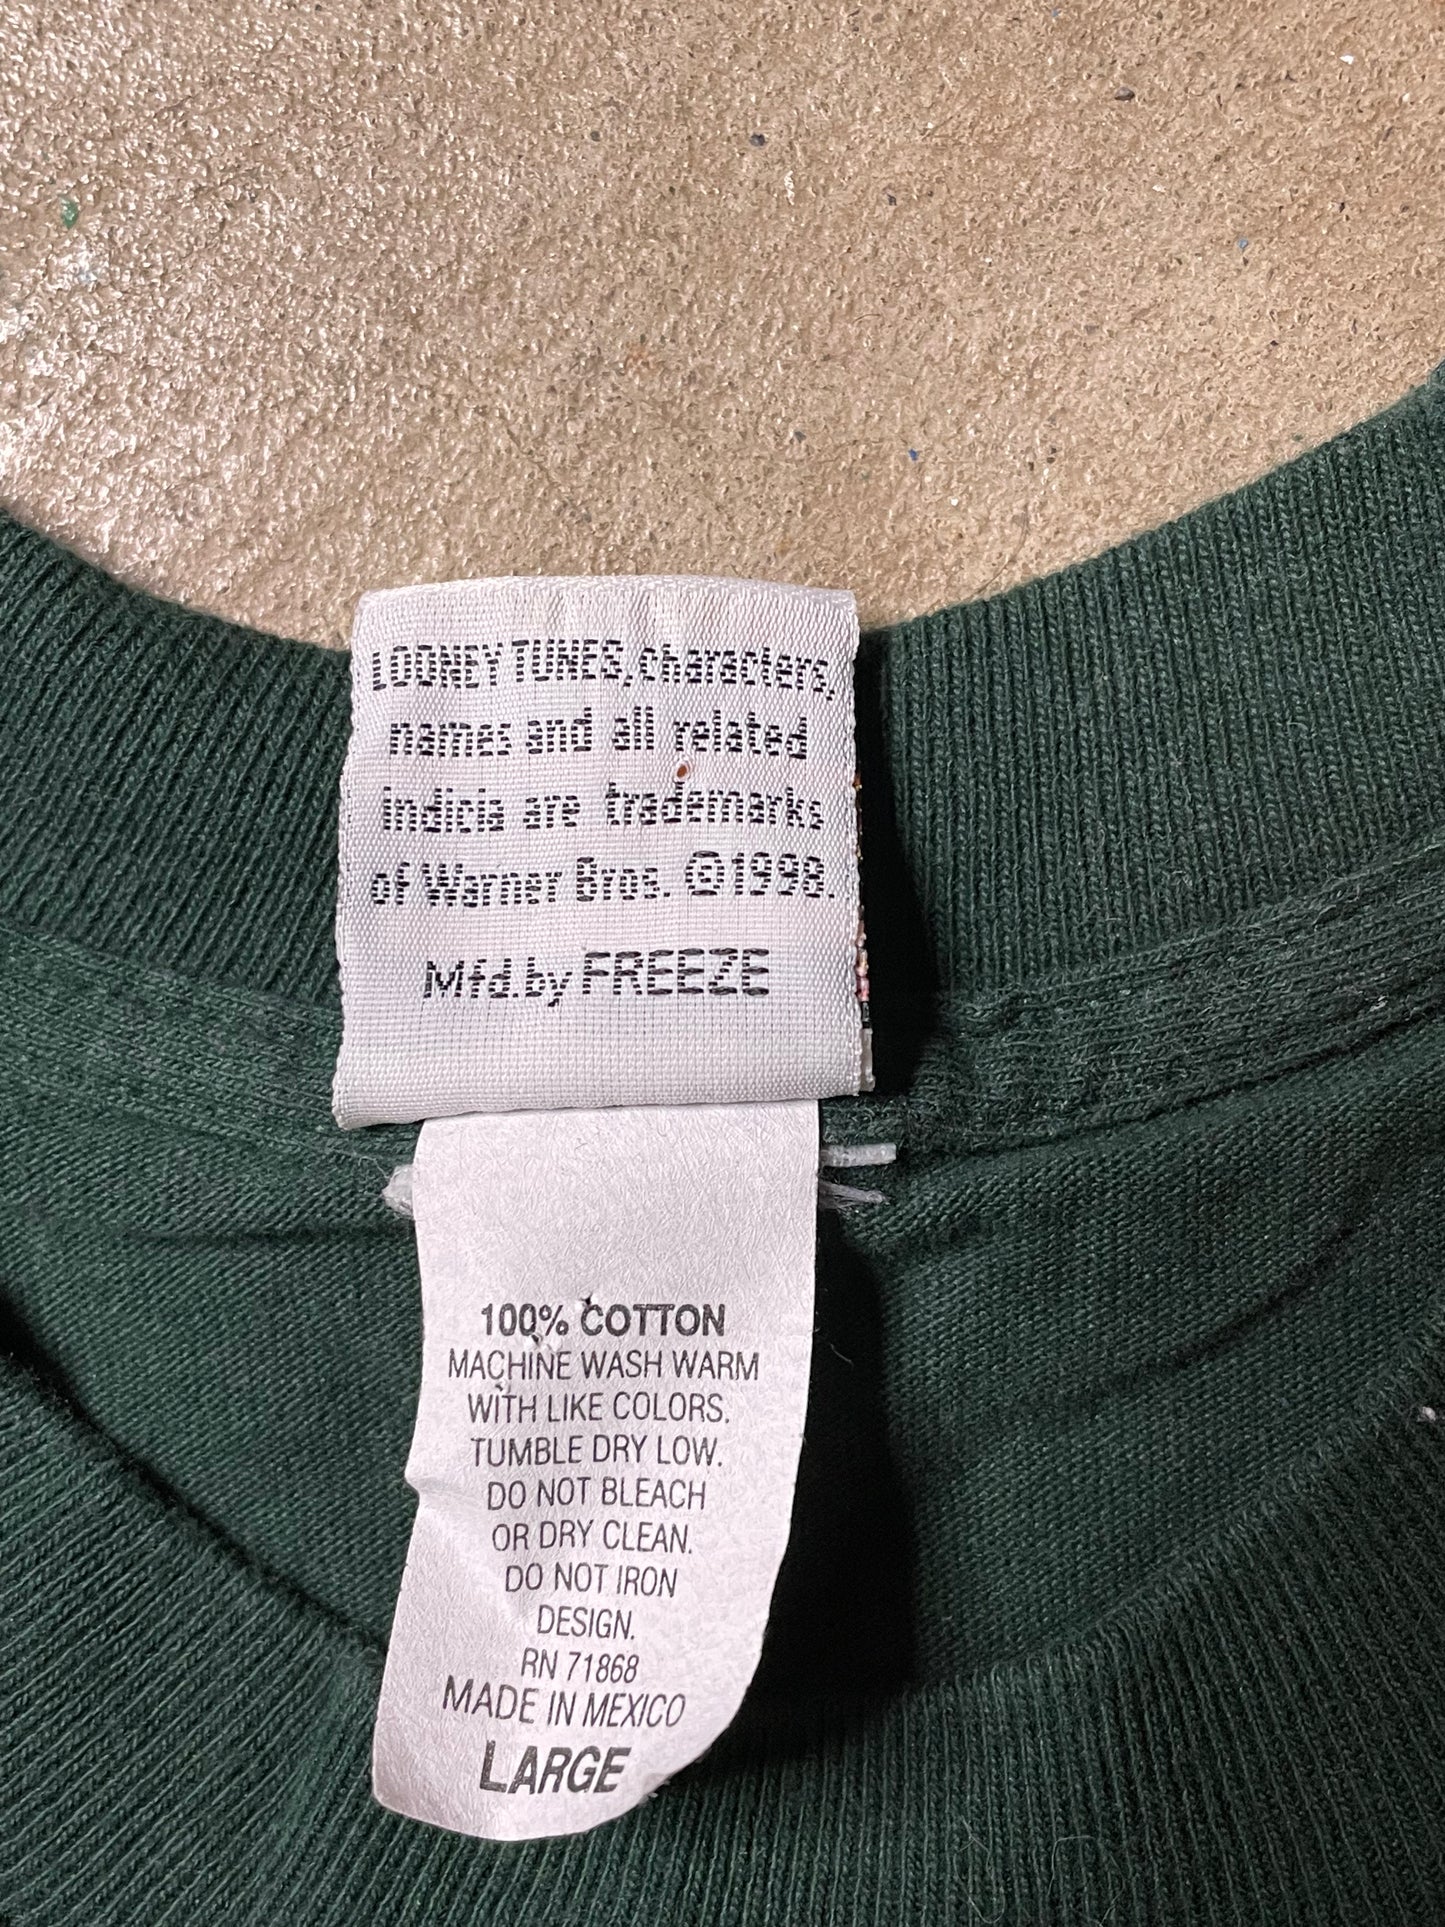 LOONEY TUNES, characters,
names and all related
indicia are trademarks
of Warner Bros. ©1998.
Mfd.by FREEZE
100% COTTON
MACHINE WASH WARM
WITH LIKE COLORS.
TUMBLE DRY LOW.
DO NOT BLEACH
OR DRY CLEAN.
DO NOT IRON
DESIGN.
RN 71868
MADE IN MEXICO
LARGE